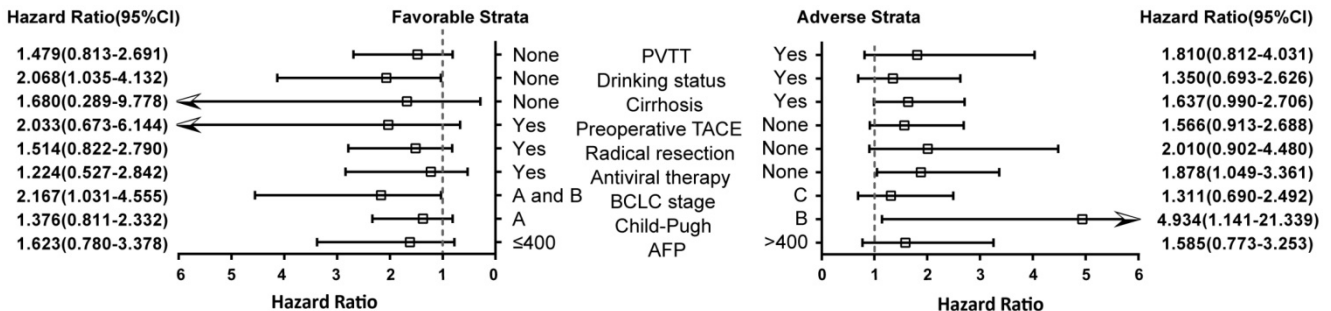 Hazard Ratio(95%CI) Favorable Strata Adverse Strata Hazard Ratio(95%CI)
1.479(0.813-2.691) None PVTT Yes 1.810(0.812-4.031)
2.068(1.035-4.132) None Drinking status Yes 1.350(0.693-2.626)
1.680(0.289-9.778) None Cirrhosis Yes 1.637(0.990-2.706)
2.033(0.673-6.144) Yes Preoperative TACE None 1.566(0.913-2.688)
1.514(0.822-2.790) Yes Radical resection None 2.010(0.902-4.480)
1.224(0.527-2.842) Yes Antiviral therapy None 1.878(1.049-3.361)
2.167(1.031-4.555) A and B BCLC stage C 1.311(0.690-2.492)
1.376(0.811-2.332) A Child-Pugh B 4.934(1.141-21.339)
1.623(0.780-3.378) ≤400 AFP >400 1.585(0.773-3.253)
6 5 4 3 2 1 0 0 1 2 3 4 5 6
Hazard Ratio Hazard Ratio